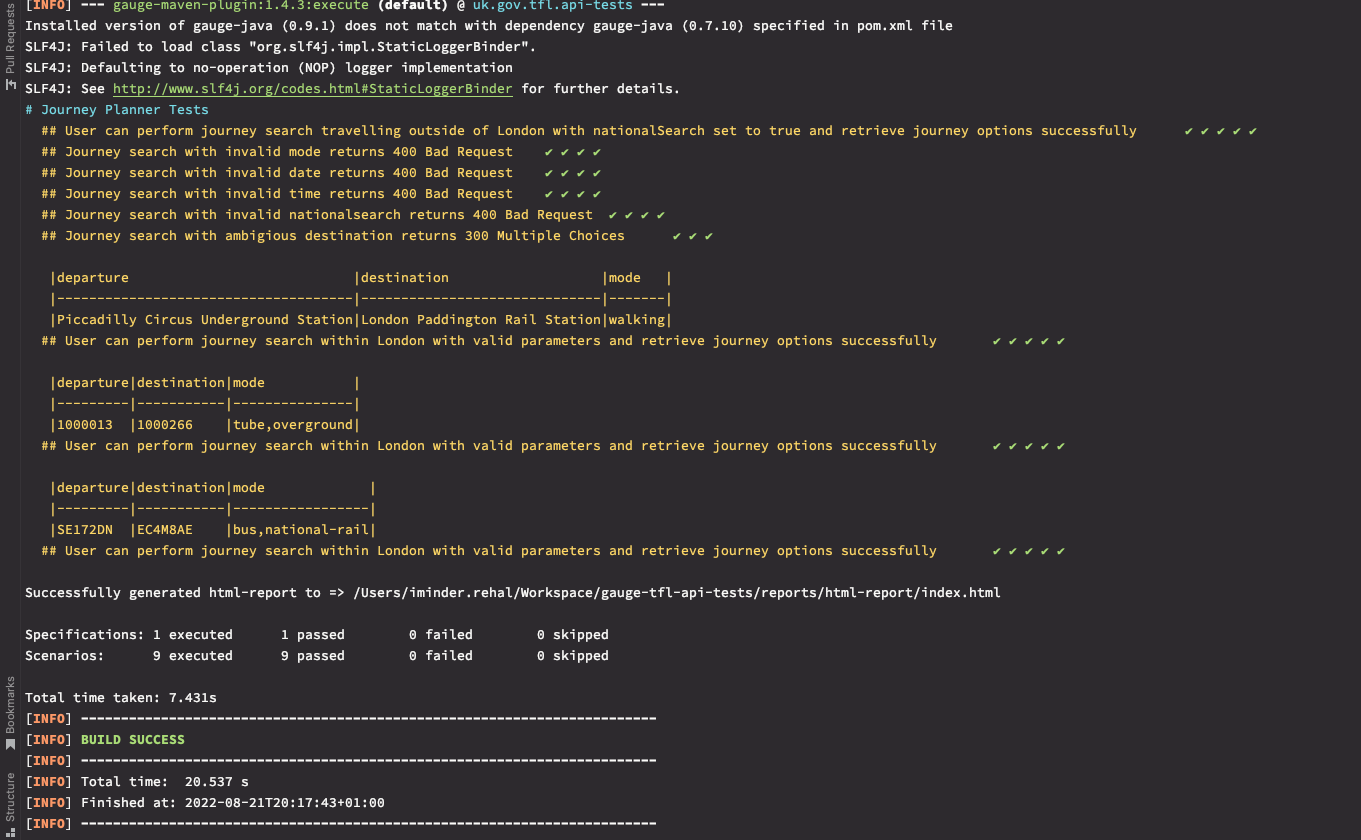 Pull Requests
[INFO] --- gauge-maven-plugin:1.4.3:execute (default) @ uk.gov.tfl.api-tests ---
Installed version of gauge-java (0.9.1) does not match with dependency gauge-java (0.7.10) specified in pom.xml file
SLF4J: Failed to load class "org.slf4j.impl.StaticLoggerBinder".
SLF4J: Defaulting to no-operation (NOP) logger implementation
SLF4J: See http://www.slf4j.org/codes.html#StaticLoggerBinder for further details.
# Journey Planner Tests
## User can perform journey search travelling outside of London with nationalSearch set to true and retrieve journey options successfully ✔ ✔ ✔ ✔ ✔
## Journey search with invalid mode returns 400 Bad Request ✔ ✔ ✔ ✔
## Journey search with invalid date returns 400 Bad Request ✔ ✔ ✔ ✔
## Journey search with invalid time returns 400 Bad Request ✔ ✔ ✔ ✔
## Journey search with invalid nationalsearch returns 400 Bad Request ✔ ✔ ✔ ✔
## Journey search with ambigious destination returns 300 Multiple Choices ✔ ✔ ✔
|departure                            |destination                   |mode   |
|-------------------------------------|------------------------------|-------|
|Piccadilly Circus Underground Station|London Paddington Rail Station|walking|
## User can perform journey search within London with valid parameters and retrieve journey options successfully ✔ ✔ ✔ ✔ ✔
|departure|destination|mode           |
|---------|-----------|---------------|
|1000013  |1000266    |tube,overground|
## User can perform journey search within London with valid parameters and retrieve journey options successfully ✔ ✔ ✔ ✔ ✔
|departure|destination|mode             |
|---------|-----------|-----------------|
|SE172DN  |EC4M8AE    |bus,national-rail|
## User can perform journey search within London with valid parameters and retrieve journey options successfully ✔ ✔ ✔ ✔ ✔
Successfully generated html-report to => /Users/iminder.rehal/Workspace/gauge-tfl-api-tests/reports/html-report/index.html
Specifications: 1 executed 1 passed 0 failed 0 skipped
Scenarios: 9 executed 9 passed 0 failed 0 skipped
Total time taken: 7.431s
[INFO] ------------------------------------------------------------------------
[INFO] BUILD SUCCESS
[INFO] ------------------------------------------------------------------------
[INFO] Total time:  20.537 s
[INFO] Finished at: 2022-08-21T20:17:43+01:00
[INFO] ------------------------------------------------------------------------
Bookmarks
Structure